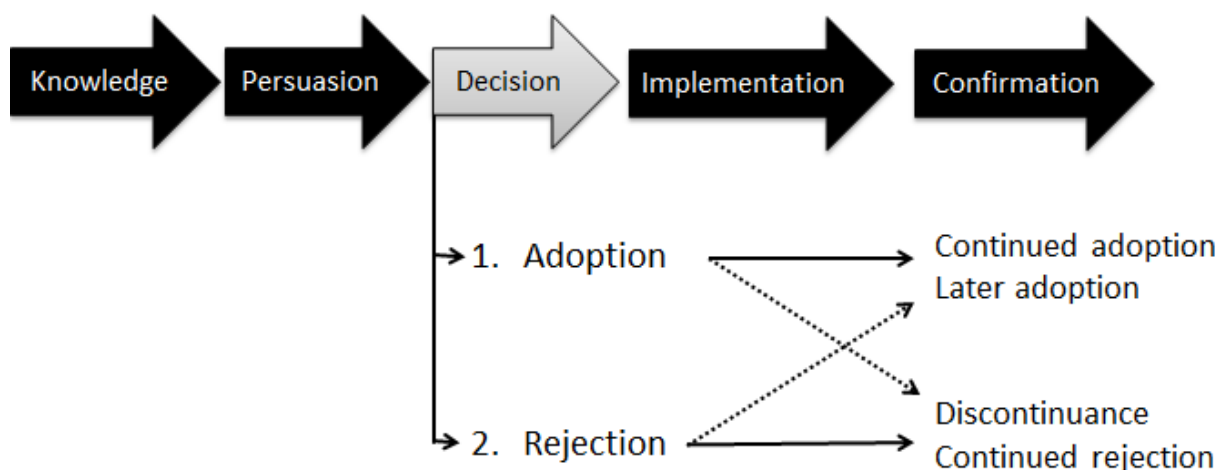 Knowledge
Persuasion
Decision
Implementation
Confirmation
1. Adoption
Continued adoption
Later adoption
2. Rejection
Discontinuance
Continued rejection